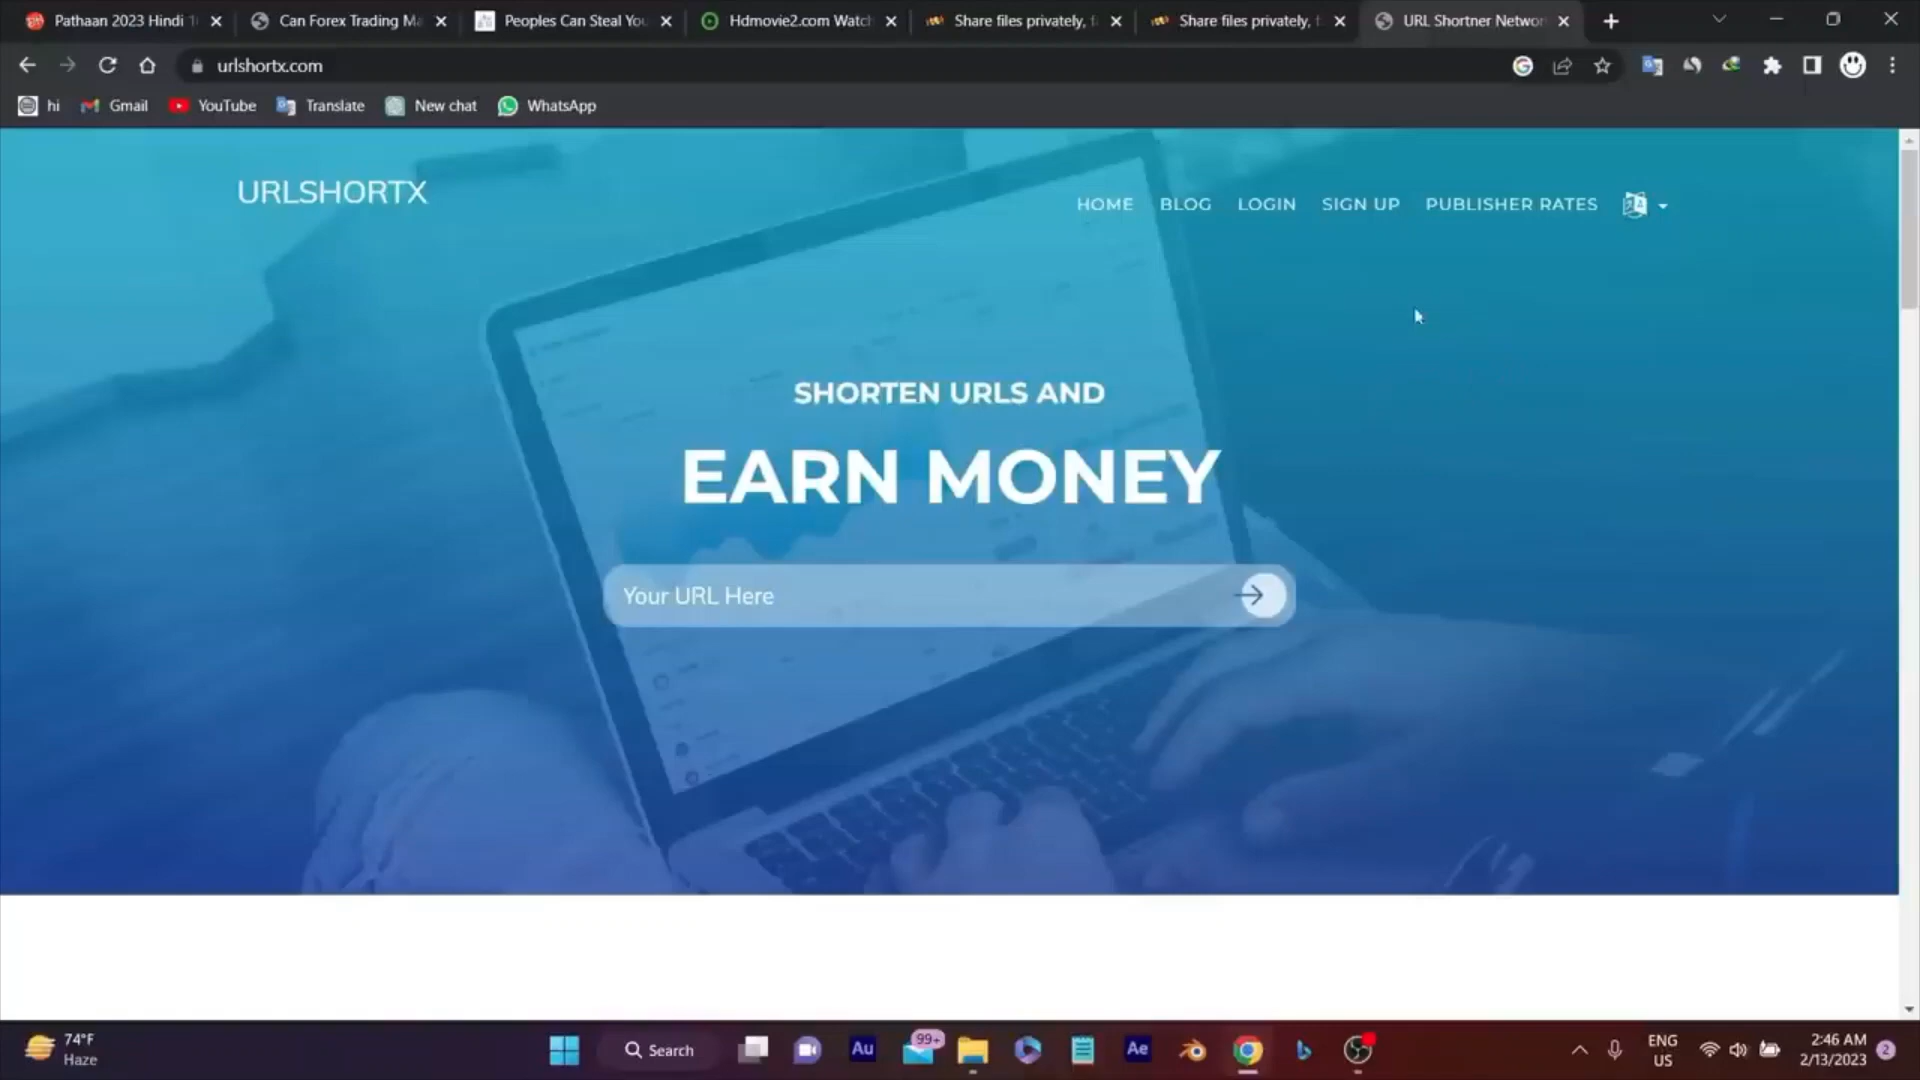 Pathaan 2023 Hindi
Can Forex Trading Ma
Peoples Can Steal You
Hdmovie2.com Watch
Share files privately, f
Share files privately, f
URL Shortner Networ
urlshortx.com
hi
Gmail
YouTube
Translate
New chat
WhatsApp
URLSHORTX
HOME
BLOG
LOGIN
SIGN UP
PUBLISHER RATES
SHORTEN URLS AND
EARN MONEY
Your URL Here
74°F
Haze
Search
Au
99+
Ae
ENG
US
2:46 AM
2/13/2023
2